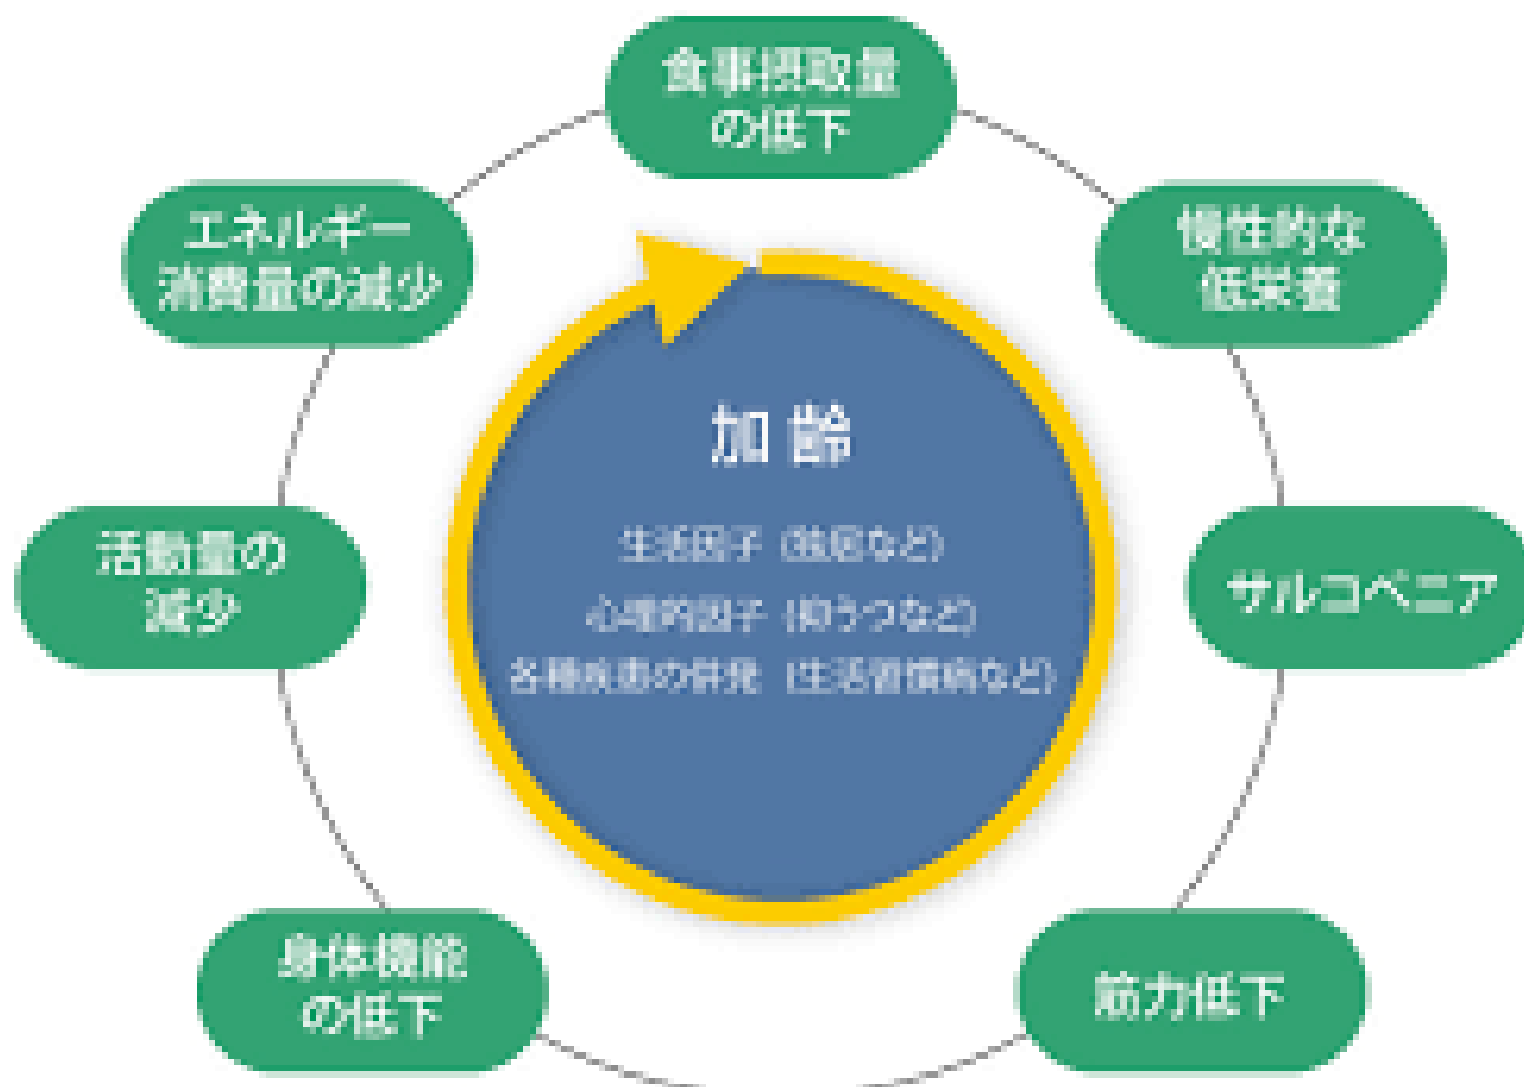 食事摂取量
の低下
慢性的な
低栄養
サルコペニア
筋力低下
身体機能
の低下
活動量の
減少
エネルギー
消費量の減少
加齢
生活因子 (独居など)
心理的因子 (抑うつなど)
各種疾患の併発 (生活習慣病など)